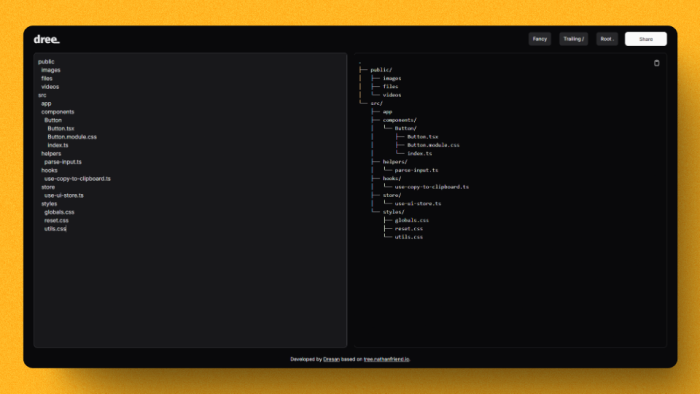 dree_
Fancy
Trailing /
Root .
Share
public
images
files
videos
src
app
components
Button
Button.tsx
Button.module.css
index.ts
helpers
parse-input.ts
hooks
use-copy-to-clipboard.ts
store
use-ui-store.ts
styles
globals.css
reset.css
utils.css
.
├── public/
│   ├── images
│   ├── files
│   └── videos
└── src/
    ├── app
    ├── components/
    │   └── Button/
    │       ├── Button.tsx
    │       ├── Button.module.css
    │       └── index.ts
    ├── helpers/
    │   └── parse-input.ts
    ├── hooks/
    │   └── use-copy-to-clipboard.ts
    ├── store/
    │   └── use-ui-store.ts
    └── styles/
        ├── globals.css
        ├── reset.css
        └── utils.css
Developed by Dresan based on tree.nathanfriend.io.